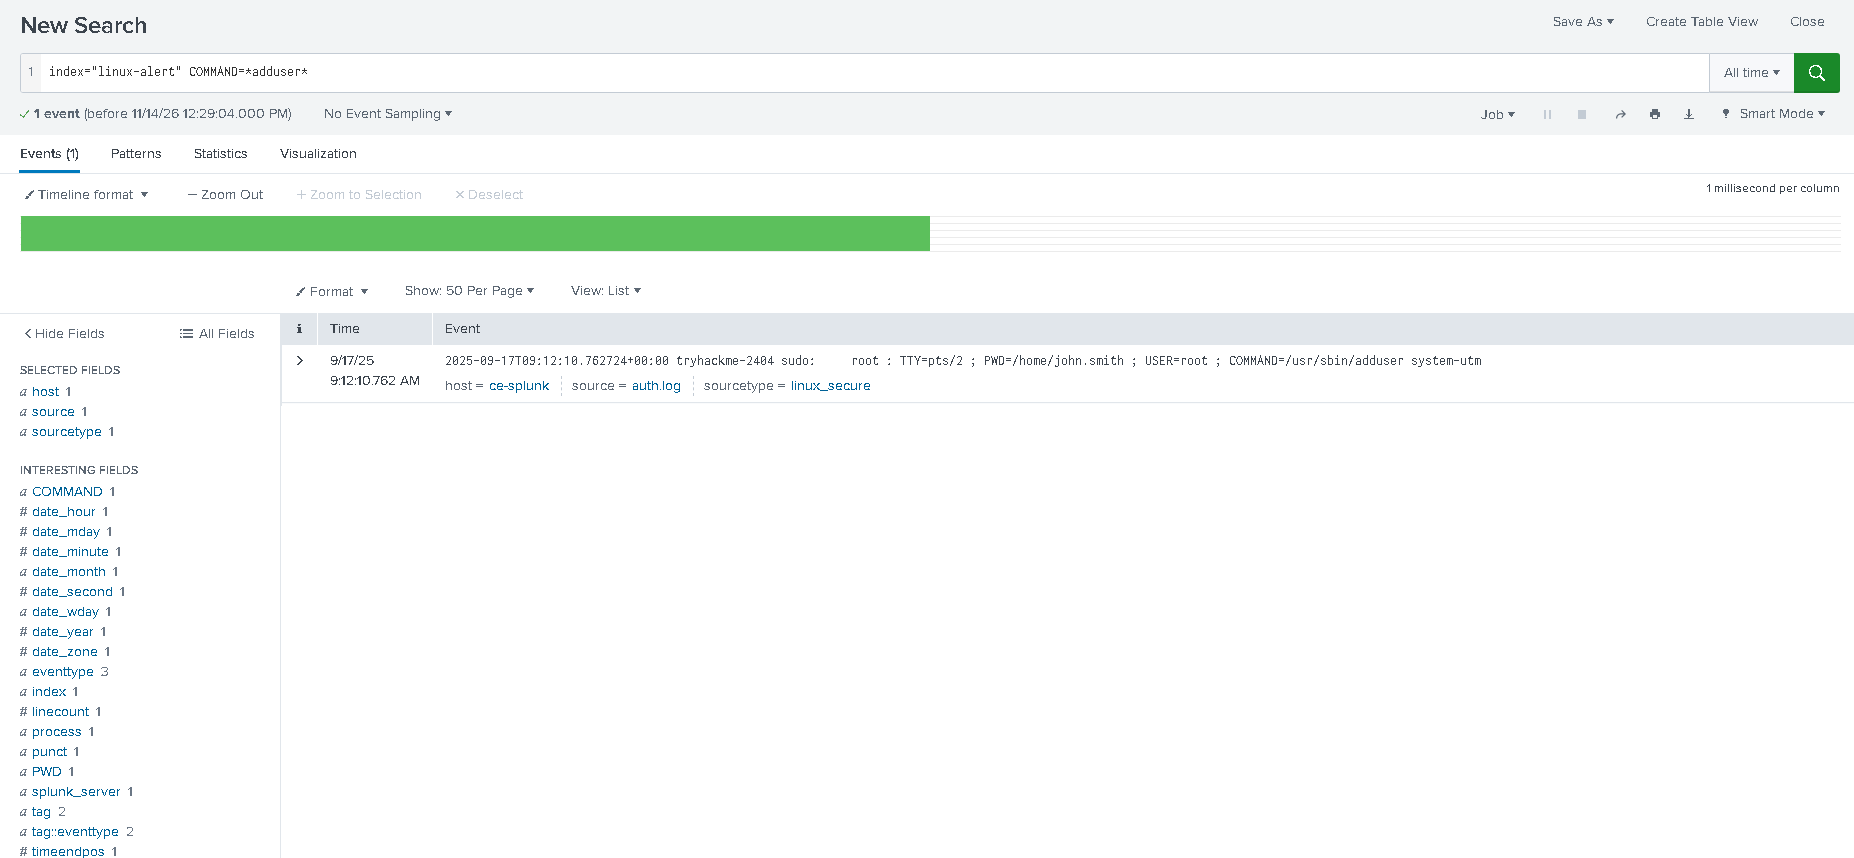 New Search
Save As Create Table View Close
1 index="linux-alert" COMMAND=*adduser* All time
1 event (before 11/14/26 12:29:04.000 PM) No Event Sampling Job Smart Mode
Events (1) Patterns Statistics Visualization
Timeline format — Zoom Out + Zoom to Selection × Deselect 1 millisecond per column
Format Show: 50 Per Page View: List
< Hide Fields All Fields
i Time Event
SELECTED FIELDS
a host 1
a source 1
a sourcetype 1
INTERESTING FIELDS
a COMMAND 1
# date_hour 1
# date_mday 1
# date_minute 1
a date_month 1
# date_second 1
a date_wday 1
# date_year 1
# date_zone 1
a eventtype 3
a index 1
# linecount 1
a process 1
a punct 1
a PWD 1
a splunk_server 1
a tag 2
a tag::eventtype 2
# timeendpos 1
> 9/17/25 2025-09-17T09:12:10.762724+00:00 tryhackme-2404 sudo: root : TTY=pts/2 ; PWD=/home/john.smith ; USER=root ; COMMAND=/usr/sbin/adduser system-utm
9:12:10.762 AM host = ce-splunk source = auth.log sourcetype = linux_secure